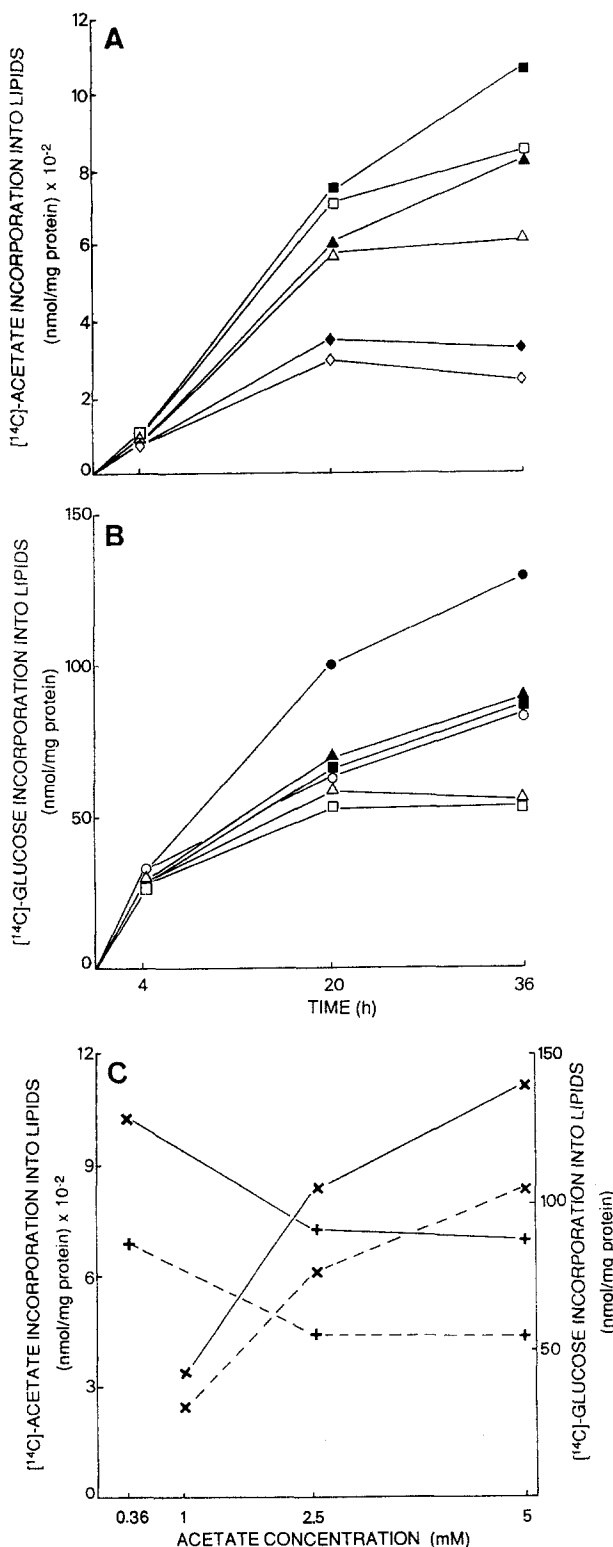 A
[¹⁴C]-ACETATE INCORPORATION INTO LIPIDS
(nmol/mg protein) x 10⁻²
12
10
8
6
4
2
0
B
[¹⁴C]-GLUCOSE INCORPORATION INTO LIPIDS
(nmol/mg protein)
150
100
50
0
4 20 36
TIME (h)
C
[¹⁴C]-ACETATE INCORPORATION INTO LIPIDS
(nmol/mg protein) x 10⁻²
12
9
6
3
0
150
100
50
[¹⁴C]-GLUCOSE INCORPORATION INTO LIPIDS
(nmol/mg protein)
0.36 1 2.5 5
ACETATE CONCENTRATION (mM)